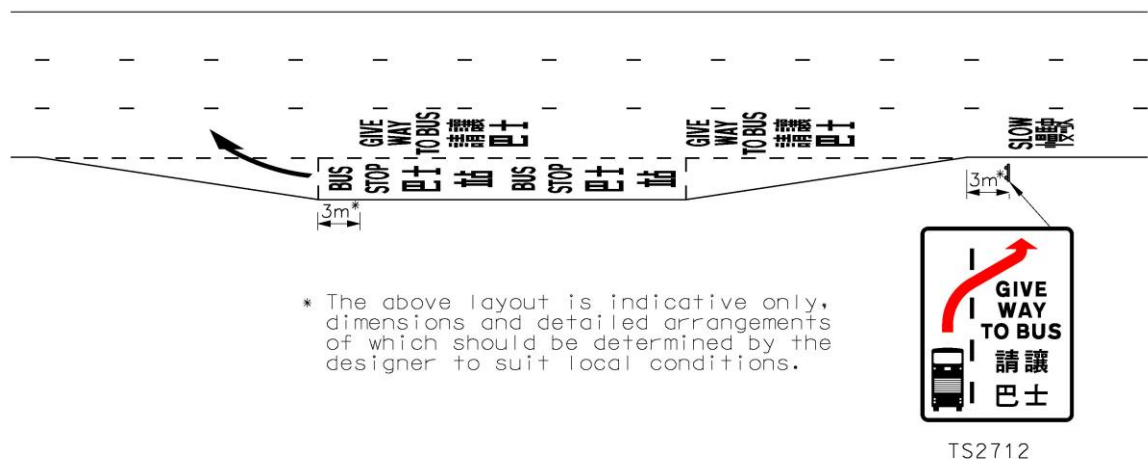 GIVE
WAY
TO BUS
請讓
巴士
GIVE
WAY
TO BUS
請讓
巴士
SLOW
慢駛
BUS
STOP
巴士
站
BUS
STOP
巴士
站
3m*
3m*
* The above layout is indicative only,
dimensions and detailed arrangements
of which should be determined by the
designer to suit local conditions.
GIVE
WAY
TO BUS
請讓
巴士
TS2712